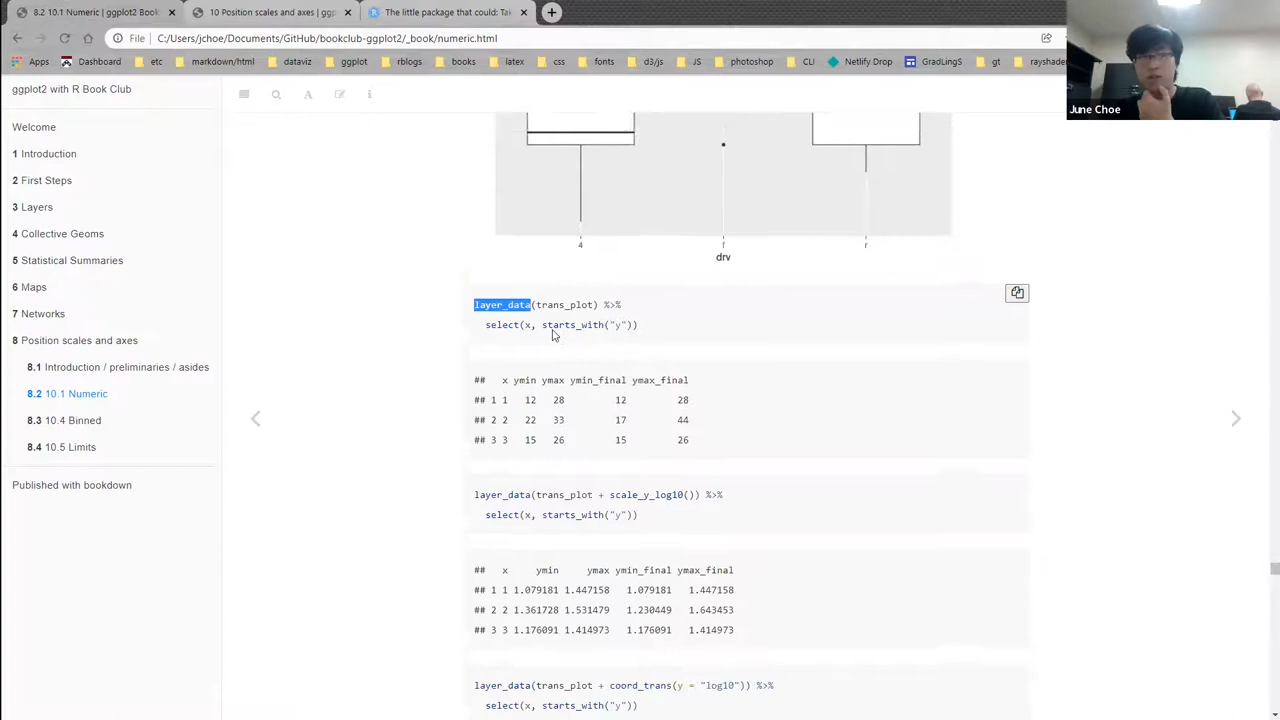 8.2 10.1 Numeric | ggplot2 Book
10 Position scales and axes | ggp
The little package that could: Tak
File
C:/Users/jchoe/Documents/GitHub/bookclub-ggplot2/_book/numeric.html
Apps
Dashboard
etc
markdown/html
dataviz
ggplot
rblogs
books
latex
css
fonts
d3/js
JS
photoshop
CLI
Netlify Drop
GradLingS
gt
rayshade
June Choe
ggplot2 with R Book Club
Welcome
1 Introduction
2 First Steps
3 Layers
4 Collective Geoms
5 Statistical Summaries
6 Maps
7 Networks
8 Position scales and axes
8.1 Introduction / preliminaries / asides
8.2 10.1 Numeric
8.3 10.4 Binned
8.4 10.5 Limits
Published with bookdown
4 f r
drv
layer_data(trans_plot) %>%
select(x, starts_with("y"))
## x ymin ymax ymin_final ymax_final
## 1 1 12 28 12 28
## 2 2 22 33 17 44
## 3 3 15 26 15 26
layer_data(trans_plot + scale_y_log10()) %>%
select(x, starts_with("y"))
## x ymin ymax ymin_final ymax_final
## 1 1 1.079181 1.447158 1.079181 1.447158
## 2 2 1.361728 1.531479 1.230449 1.643453
## 3 3 1.176091 1.414973 1.176091 1.414973
layer_data(trans_plot + coord_trans(y = "log10")) %>%
select(x, starts_with("y"))